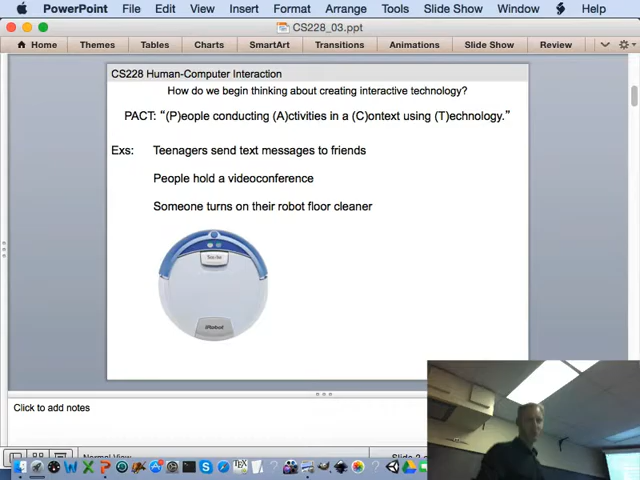 PowerPoint File Edit View Insert Format Arrange Tools Slide Show Window Help
CS228_03.ppt
Home Themes Tables Charts SmartArt Transitions Animations Slide Show Review
CS228 Human-Computer Interaction
How do we begin thinking about creating interactive technology?
PACT: “(P)eople conducting (A)ctivities in a (C)ontext using (T)echnology.”
Exs: Teenagers send text messages to friends
People hold a videoconference
Someone turns on their robot floor cleaner
iRobot
Click to add notes
Normal View